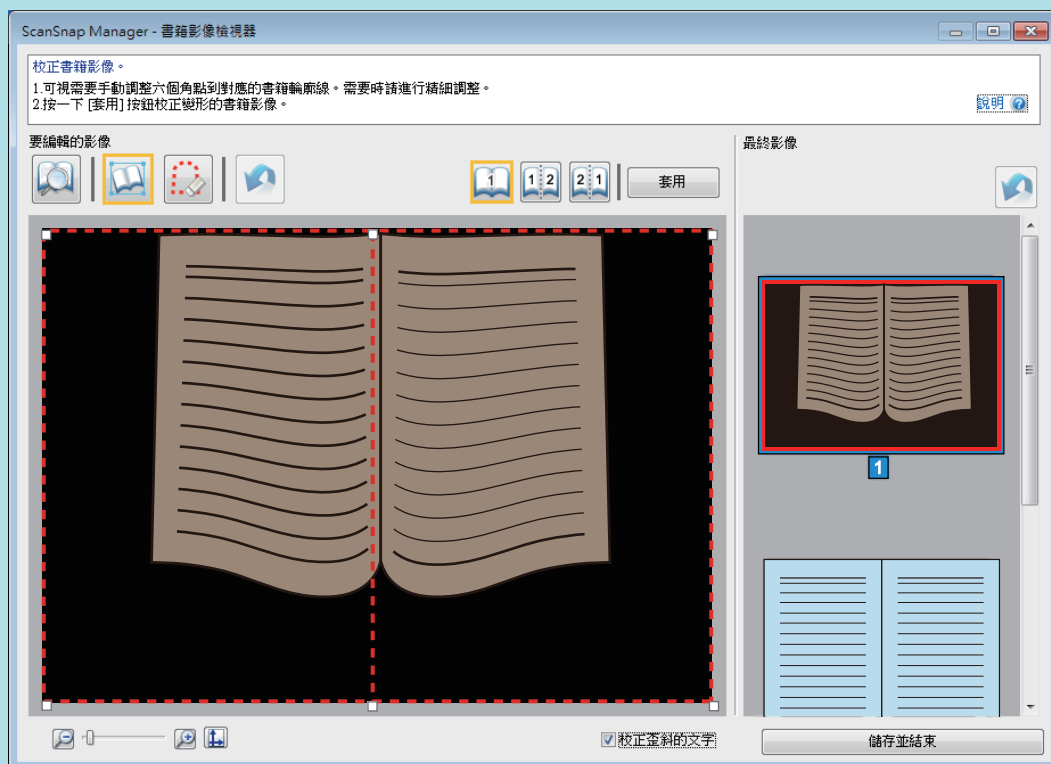 ScanSnap Manager - 書籍影像檢視器
校正書籍影像。
1.可視需要手動調整六個角點到對應的書籍輪廓線。需要時請進行精細調整。
2.按一下 [套用] 按鈕校正變形的書籍影像。
說明 ?
要編輯的影像
最終影像
1
1 2
2 1
套用
1
校正歪斜的文字
儲存並結束